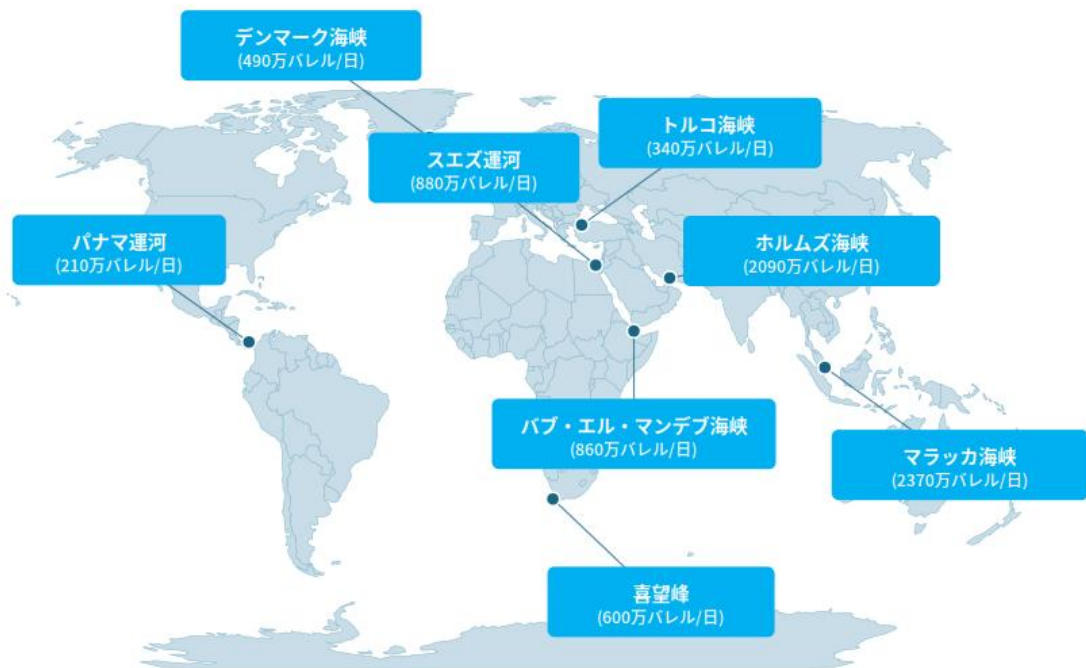 デンマーク海峡
(490万バレル/日)
トルコ海峡
(340万バレル/日)
スエズ運河
(880万バレル/日)
パナマ運河
(210万バレル/日)
ホルムズ海峡
(2090万バレル/日)
バブ・エル・マンデブ海峡
(860万バレル/日)
マラッカ海峡
(2370万バレル/日)
喜望峰
(600万バレル/日)